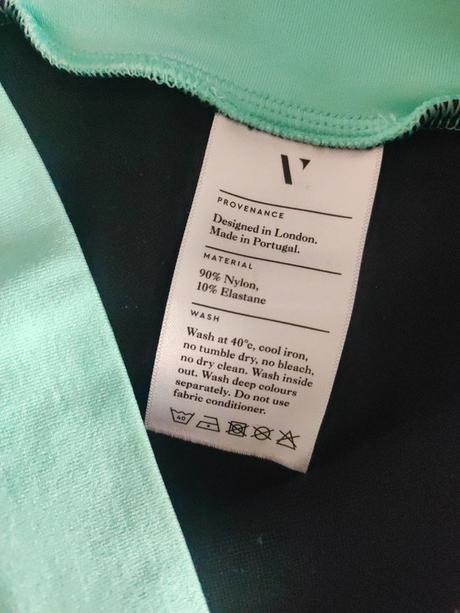 V
PROVENANCE
Designed in London.
Made in Portugal.
MATERIAL
90% Nylon,
10% Elastane
WASH
Wash at 40°c, cool iron,
no tumble dry, no bleach,
no dry clean. Wash inside
out. Wash deep colours
separately. Do not use
fabric conditioner.
40